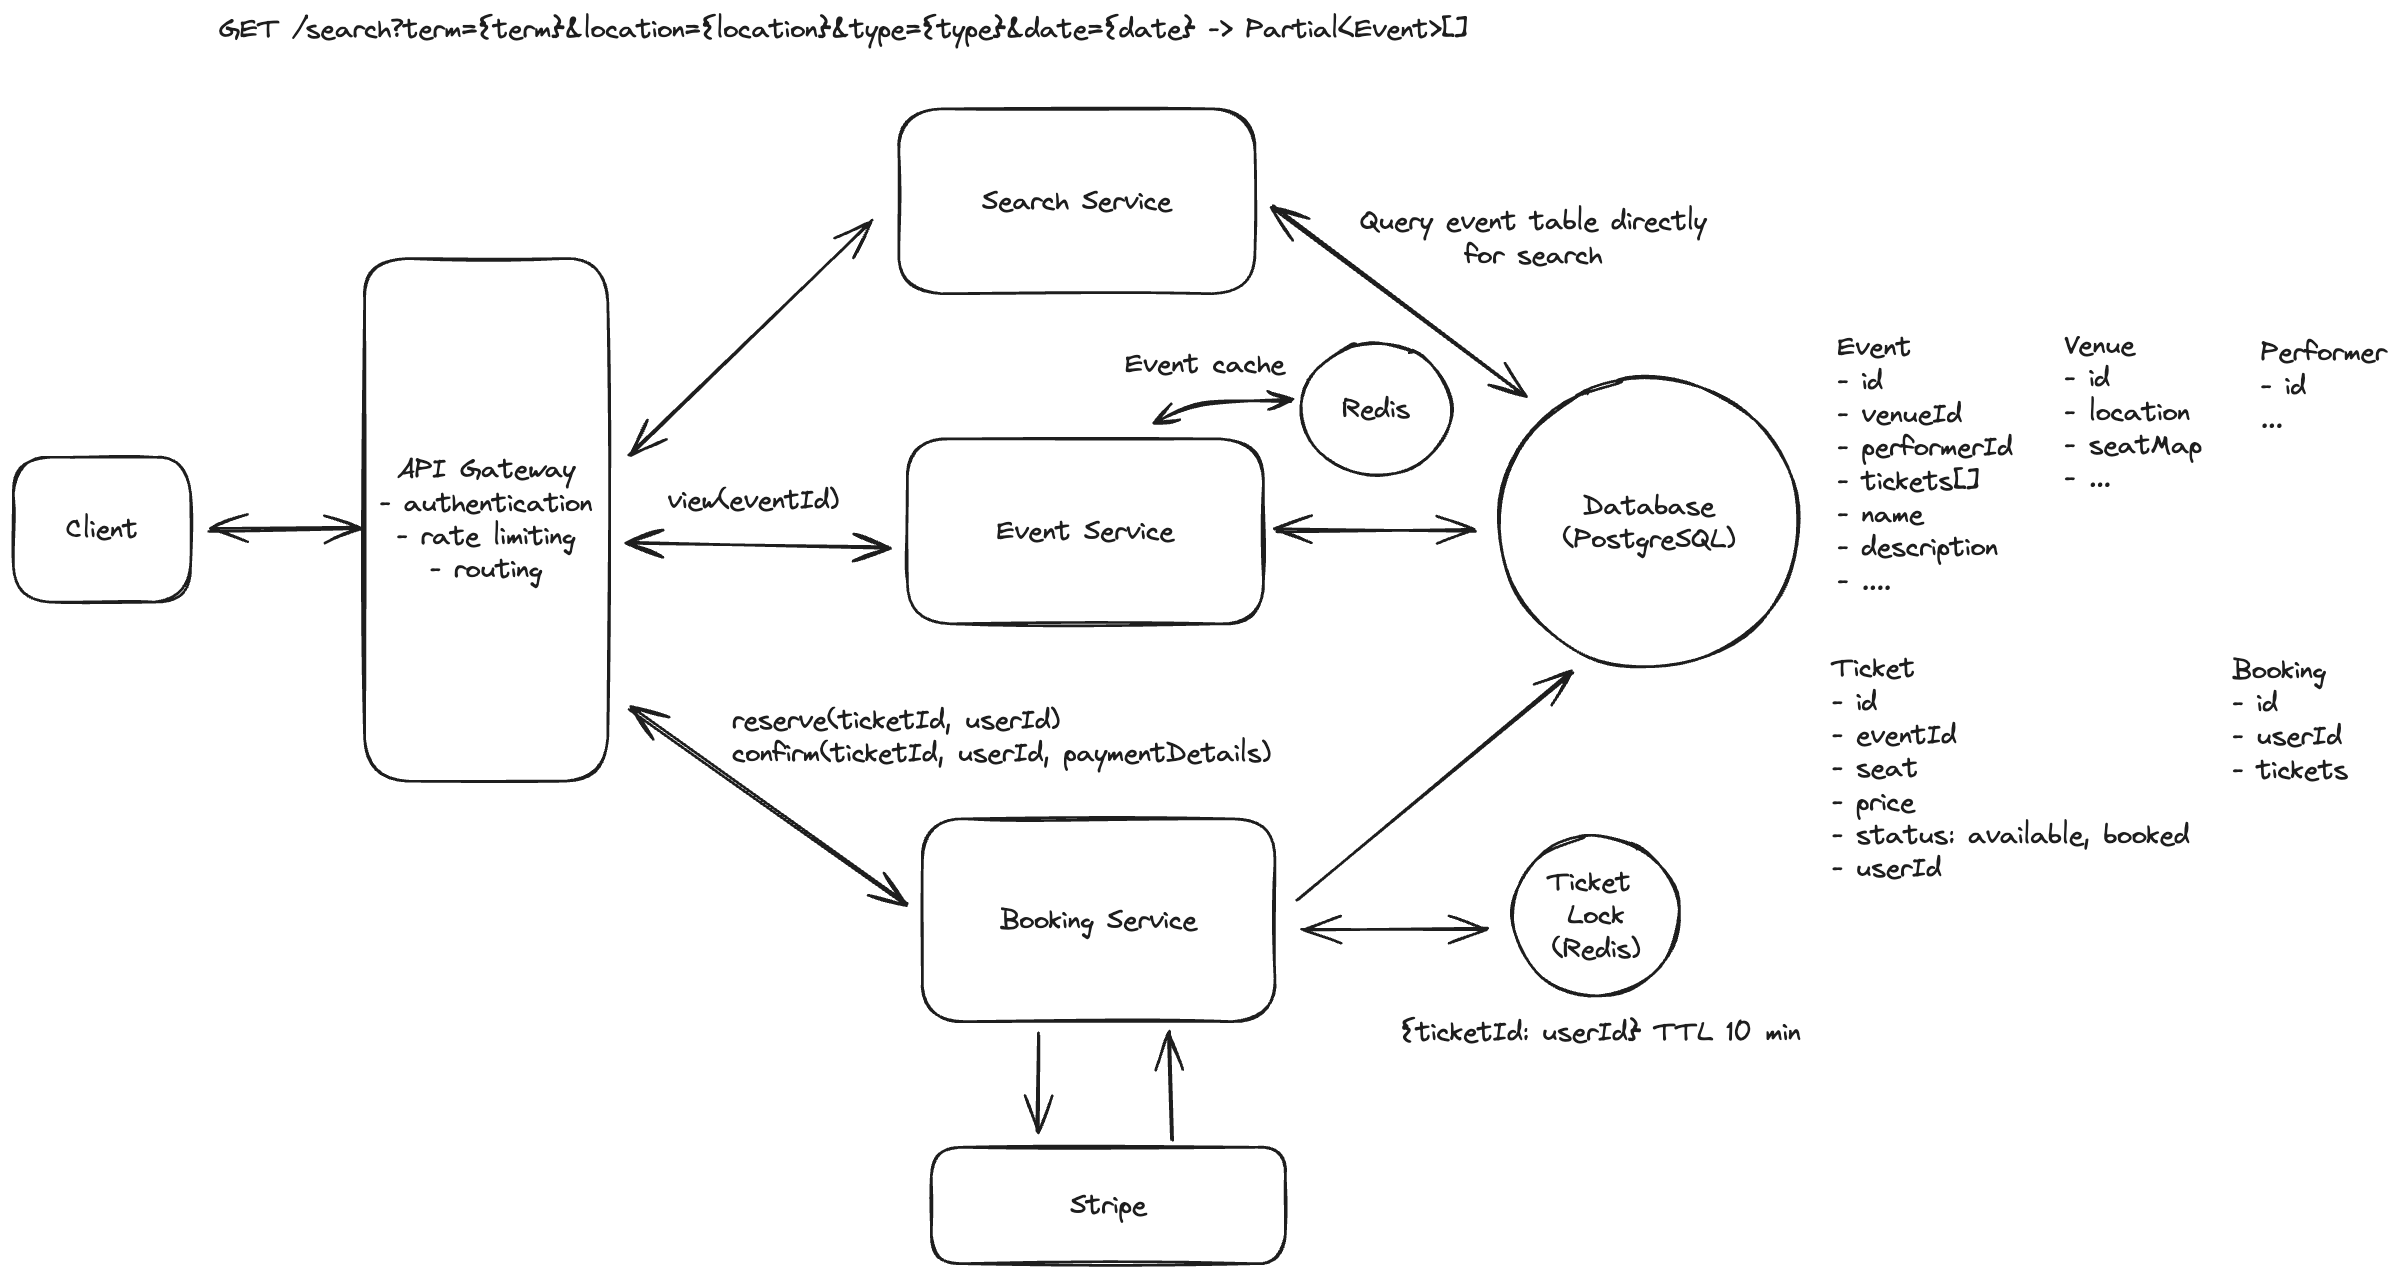 GET /search?term={term}&location={location}&type={type}&date={date} -> Partial<Event>[]
Search Service
Query event table directly
for search
Event cache
Redis
API Gateway
- authentication
- rate limiting
- routing
Client
view(eventId)
Event Service
Database
(PostgreSQL)
Event
- id
- venueId
- performerId
- tickets[]
- name
- description
- ....
Venue
- id
- location
- seatMap
- ...
Performer
- id
...
reserve(ticketId, userId)
confirm(ticketId, userId, paymentDetails)
Booking Service
Ticket
Lock
(Redis)
{ticketId: userId} TTL 10 min
Ticket
- id
- eventId
- seat
- price
- status: available, booked
- userId
Booking
- id
- userId
- tickets
Stripe